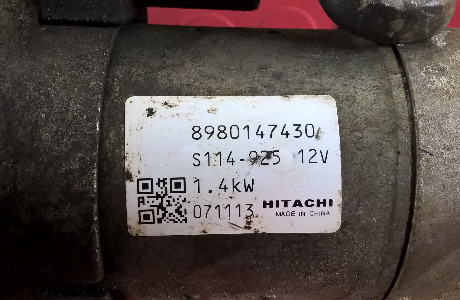 8980147430
S114-925 12V
1.4kW
071113 HITACHI
MADE IN CHINA